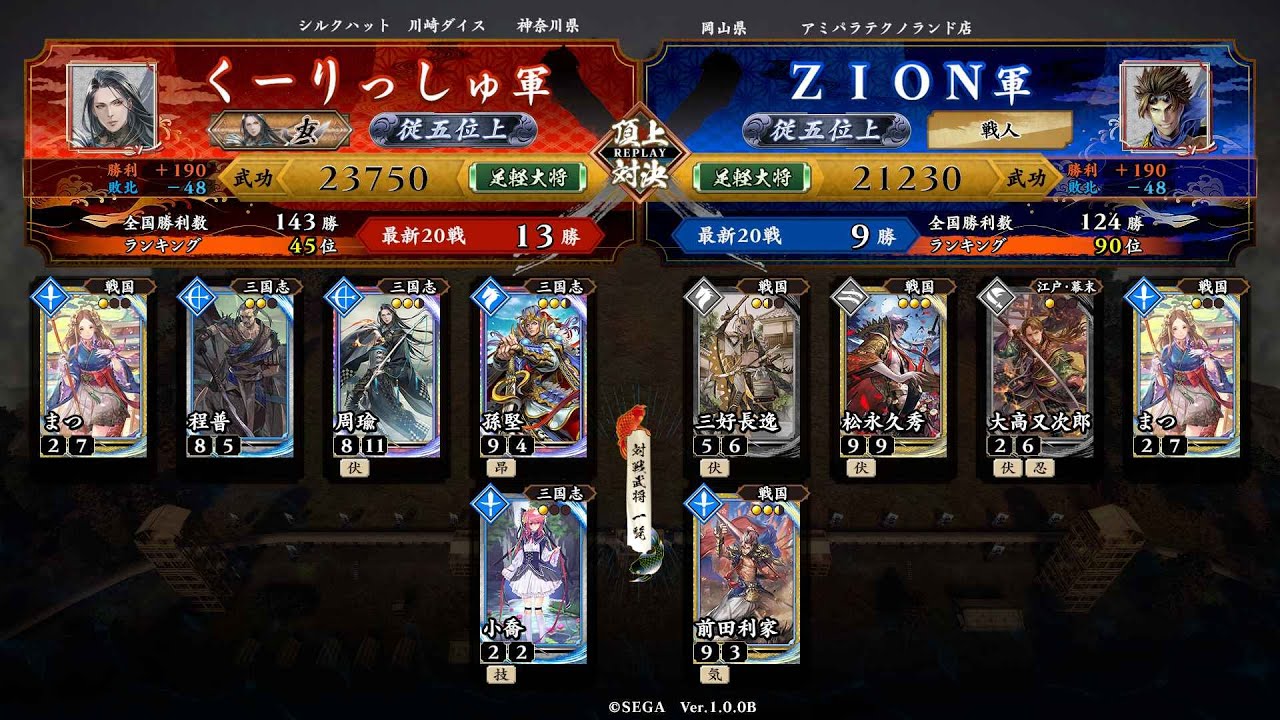 シルクハット 川崎ダイス 神奈川県
岡山県 アミパラテクノランド店
くーりっしゅ軍
ZION軍
従五位上
従五位上
戦人
頂上
REPLAY
対決
勝利 +190
敗北 -48
武功
23750
足軽大将
足軽大将
21230
武功
勝利 +190
敗北 -48
全国勝利数 143勝
ランキング 45位
最新20戦 13勝
最新20戦 9勝
全国勝利数 124勝
ランキング 90位
戦国
まつ
2 7
三国志
程普
8 5
三国志
周瑜
8 11
伏
三国志
孫堅
9 4
昂
戦国
三好長逸
5 6
伏
戦国
松永久秀
9 9
伏
江戸・幕末
大高又次郎
2 6
伏 忍
戦国
まつ
2 7
対戦武将一覧
三国志
小喬
2 2
技
戦国
前田利家
9 3
気
©SEGA Ver.1.0.0B